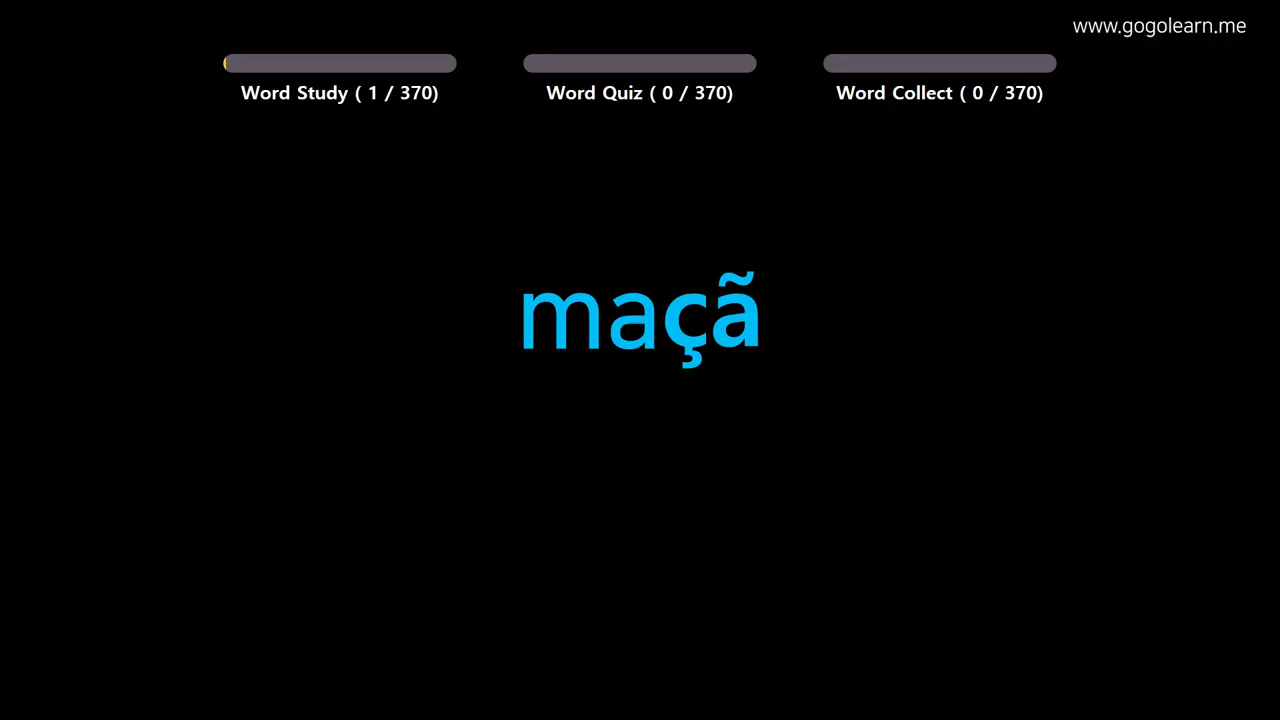 www.gogolearn.me
Word Study ( 1 / 370)
Word Quiz ( 0 / 370)
Word Collect ( 0 / 370)
maçã